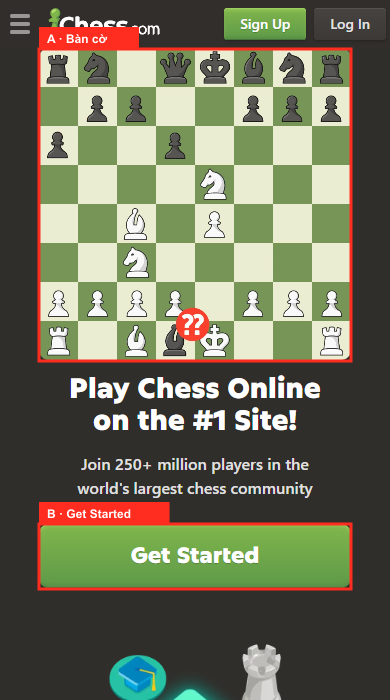 Chess.com
Sign Up
Log In
A · Bàn cờ
??
Play Chess Online
on the #1 Site!
Join 250+ million players in the
world's largest chess community
B · Get Started
Get Started